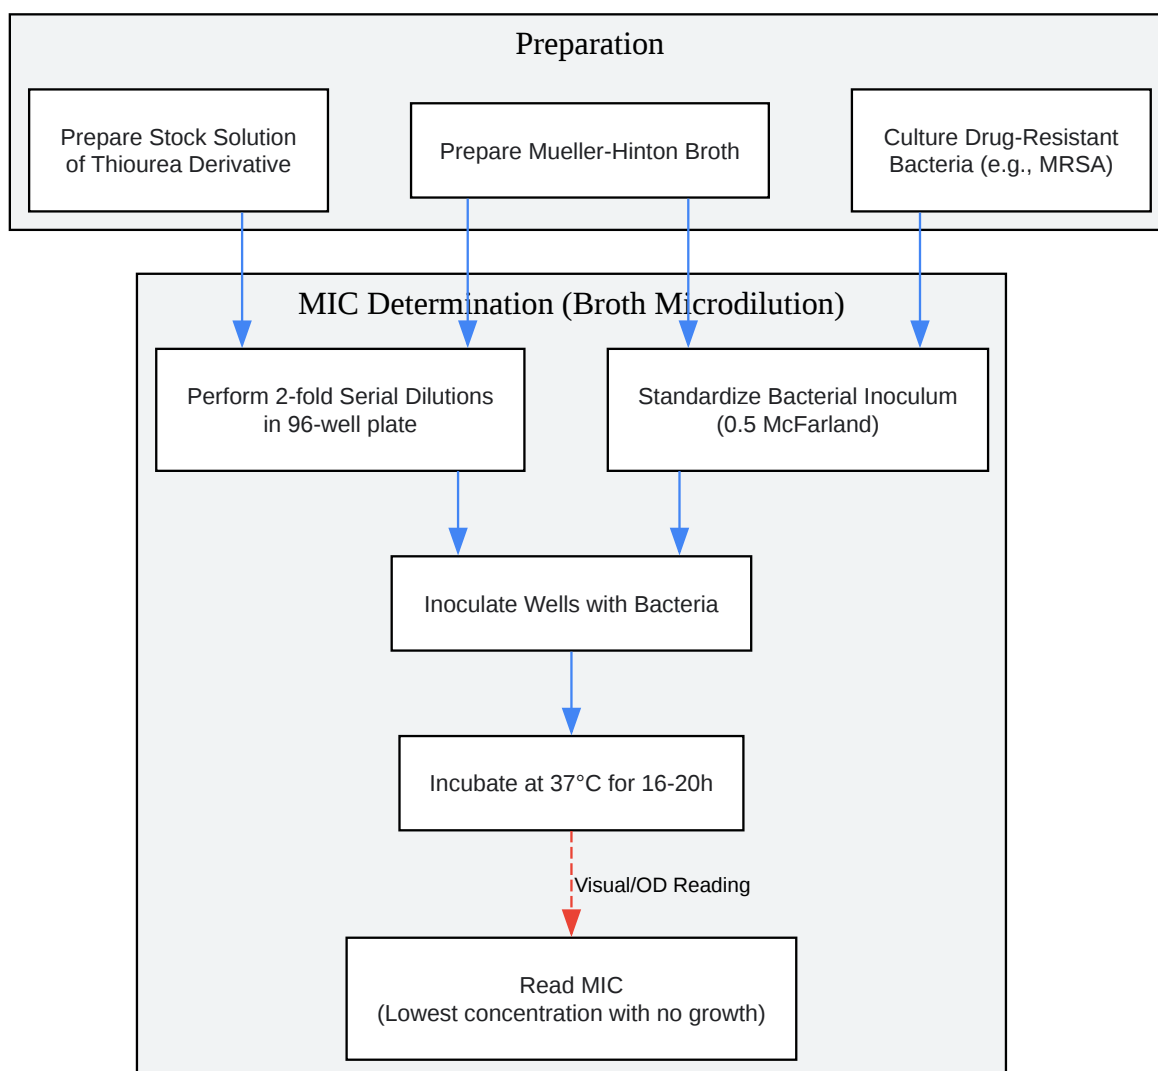 Preparation
Prepare Stock Solution
of Thiourea Derivative
Prepare Mueller-Hinton Broth
Culture Drug-Resistant
Bacteria (e.g., MRSA)
MIC Determination (Broth Microdilution)
Perform 2-fold Serial Dilutions
in 96-well plate
Standardize Bacterial Inoculum
(0.5 McFarland)
Inoculate Wells with Bacteria
Incubate at 37°C for 16-20h
Visual/OD Reading
Read MIC
(Lowest concentration with no growth)